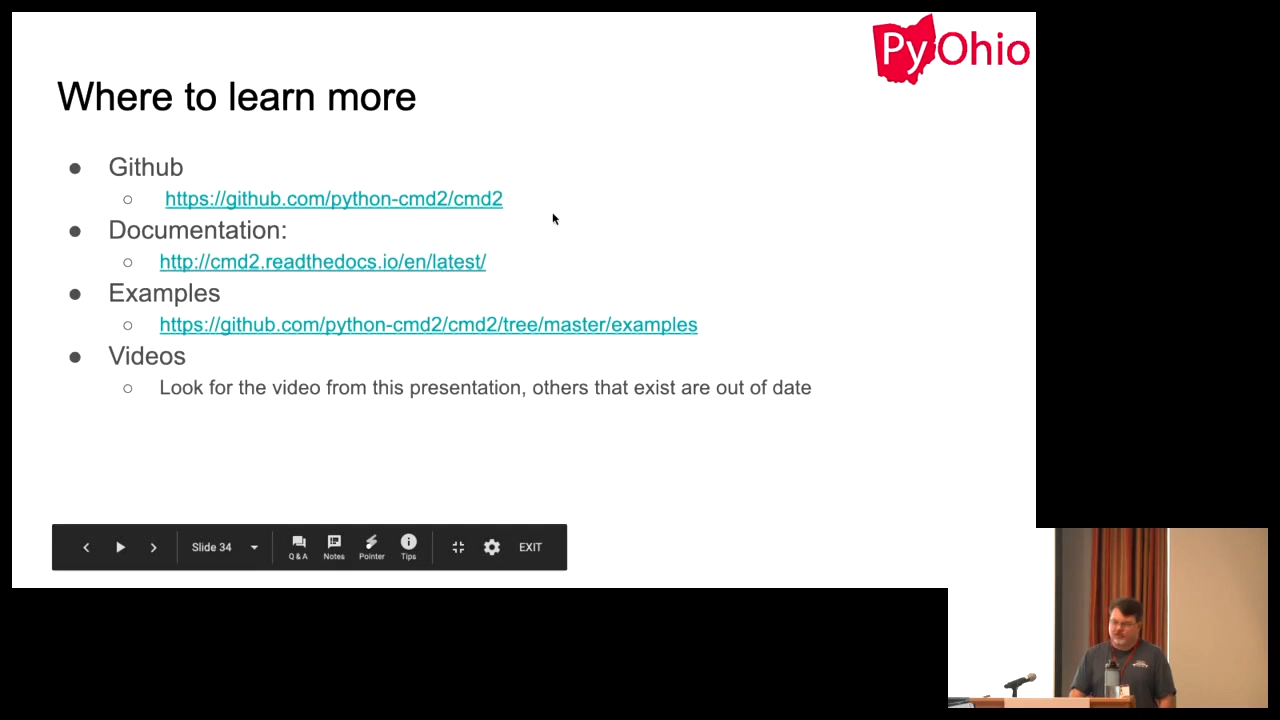 PyOhio
Where to learn more
● Github
○ https://github.com/python-cmd2/cmd2
● Documentation:
○ http://cmd2.readthedocs.io/en/latest/
● Examples
○ https://github.com/python-cmd2/cmd2/tree/master/examples
● Videos
○ Look for the video from this presentation, others that exist are out of date
Slide 34
Q & A
Notes
Pointer
Tips
EXIT